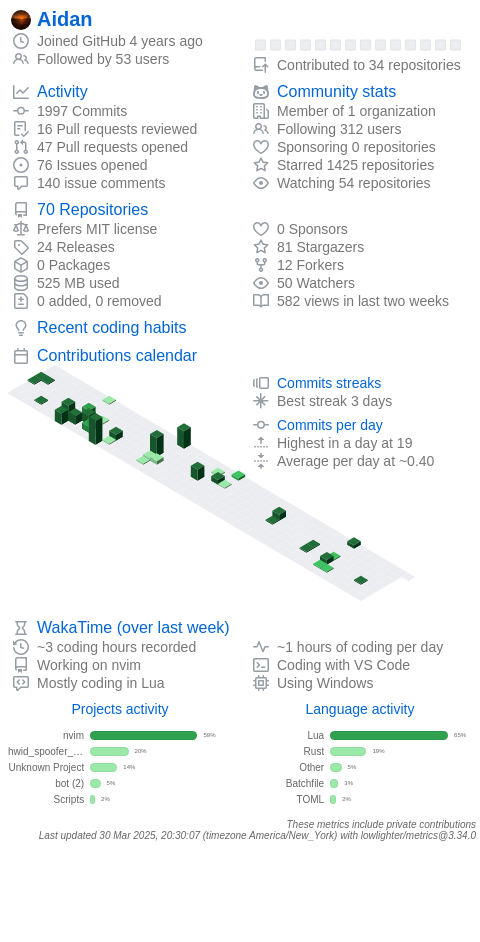 Aidan
Joined GitHub 4 years ago
Followed by 53 users
Contributed to 34 repositories
Activity
1997 Commits
16 Pull requests reviewed
47 Pull requests opened
76 Issues opened
140 issue comments
Community stats
Member of 1 organization
Following 312 users
Sponsoring 0 repositories
Starred 1425 repositories
Watching 54 repositories
70 Repositories
Prefers MIT license
24 Releases
0 Packages
525 MB used
0 added, 0 removed
0 Sponsors
81 Stargazers
12 Forkers
50 Watchers
582 views in last two weeks
Recent coding habits
Contributions calendar
Commits streaks
Best streak 3 days
Commits per day
Highest in a day at 19
Average per day at ~0.40
WakaTime (over last week)
~3 coding hours recorded
Working on nvim
Mostly coding in Lua
~1 hours of coding per day
Coding with VS Code
Using Windows
Projects activity
nvim 59%
hwid_spoofer_… 20%
Unknown Project 14%
bot (2) 5%
Scripts 2%
Language activity
Lua 65%
Rust 19%
Other 5%
Batchfile 3%
TOML 2%
These metrics include private contributions
Last updated 30 Mar 2025, 20:30:07 (timezone America/New_York) with lowlighter/metrics@3.34.0